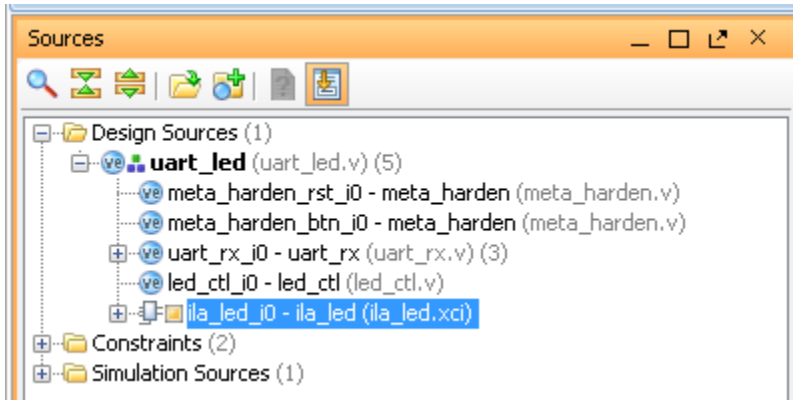 Sources
Design Sources (1)
uart_led (uart_led.v) (5)
meta_harden_rst_i0 - meta_harden (meta_harden.v)
meta_harden_btn_i0 - meta_harden (meta_harden.v)
uart_rx_i0 - uart_rx (uart_rx.v) (3)
led_ctl_i0 - led_ctl (led_ctl.v)
ila_led_i0 - ila_led (ila_led.xci)
Constraints (2)
Simulation Sources (1)